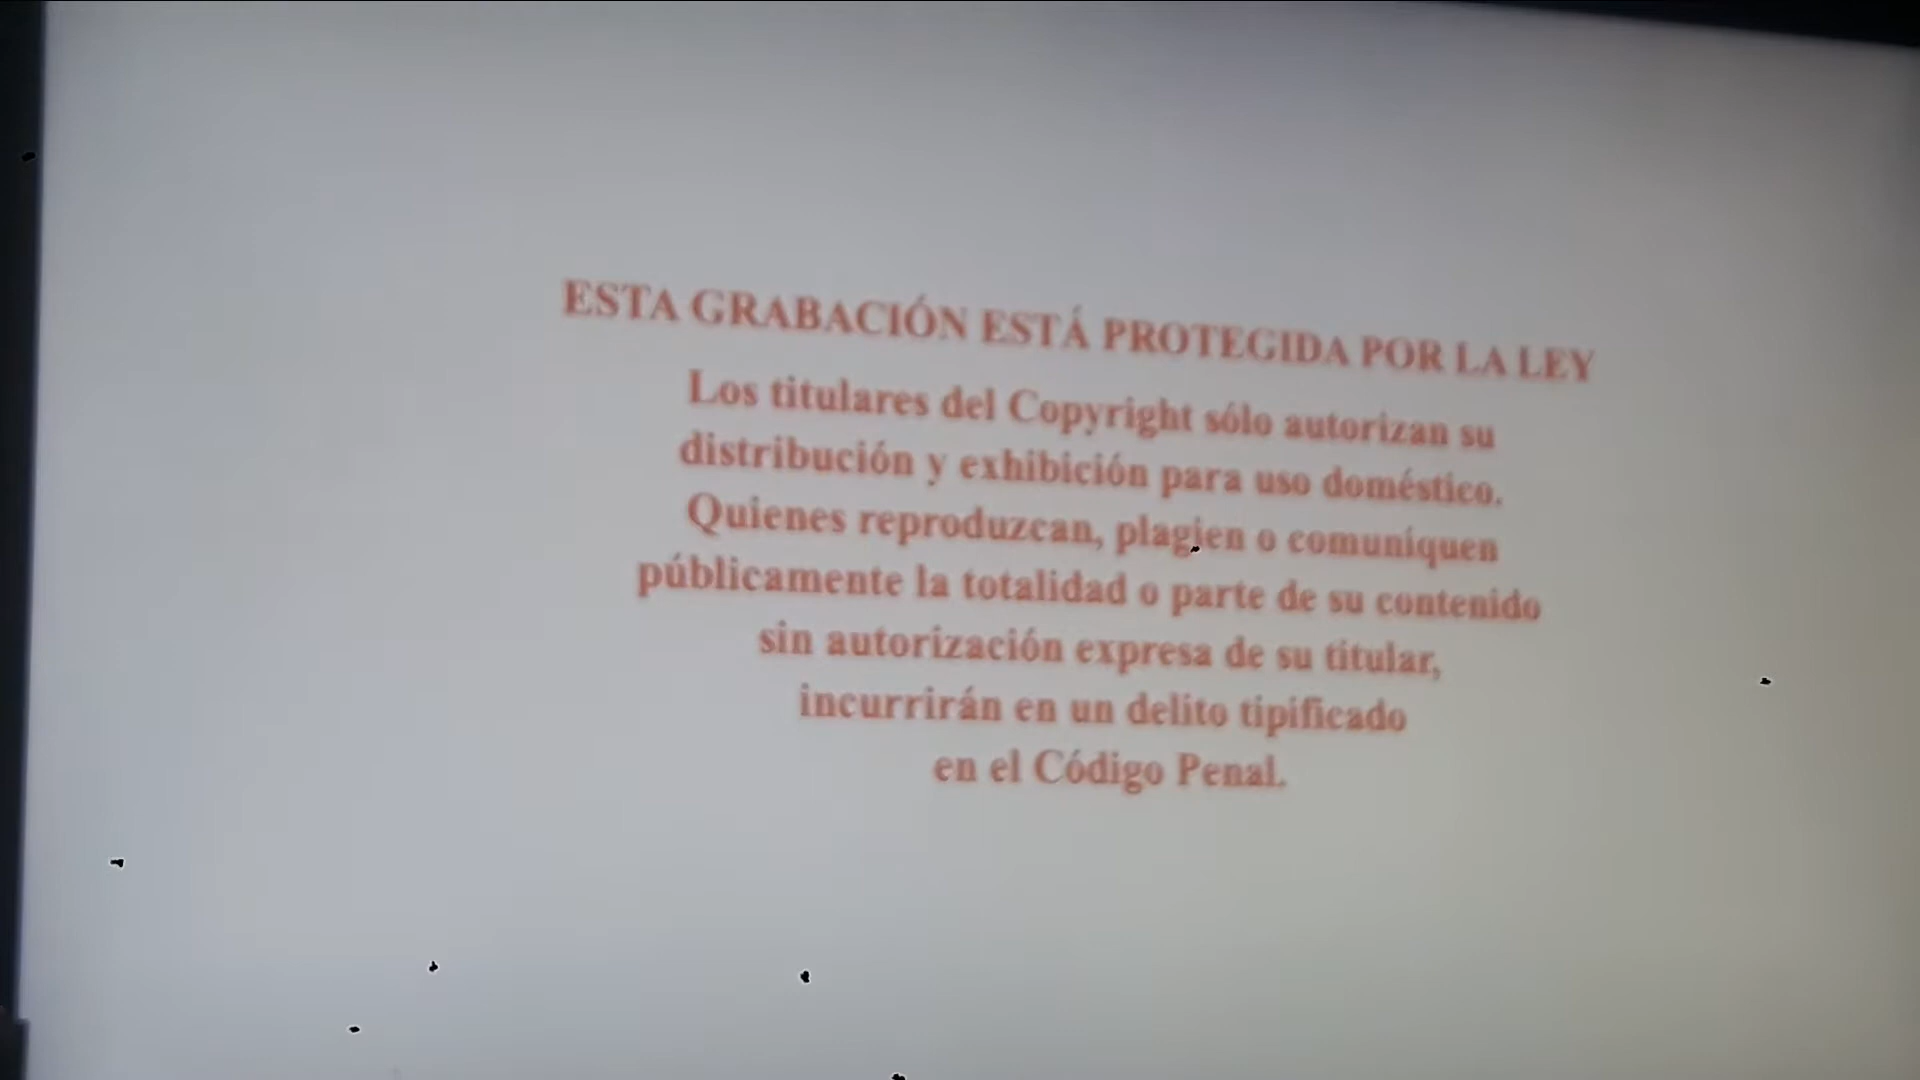 ESTA GRABACIÓN ESTÁ PROTEGIDA POR LA LEY
Los titulares del Copyright sólo autorizan su
distribución y exhibición para uso doméstico.
Quienes reproduzcan, plagien o comuniquen
públicamente la totalidad o parte de su contenido
sin autorización expresa de su titular,
incurrirán en un delito tipificado
en el Código Penal.